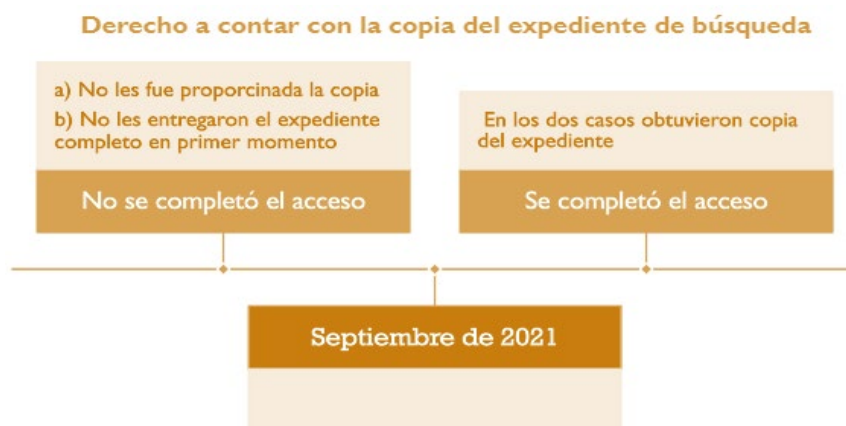 Derecho a contar con la copia del expediente de búsqueda
a) No les fue proporcinada la copia
b) No les entregaron el expediente
completo en primer momento
No se completó el acceso
En los dos casos obtuvieron copia
del expediente
Se completó el acceso
Septiembre de 2021